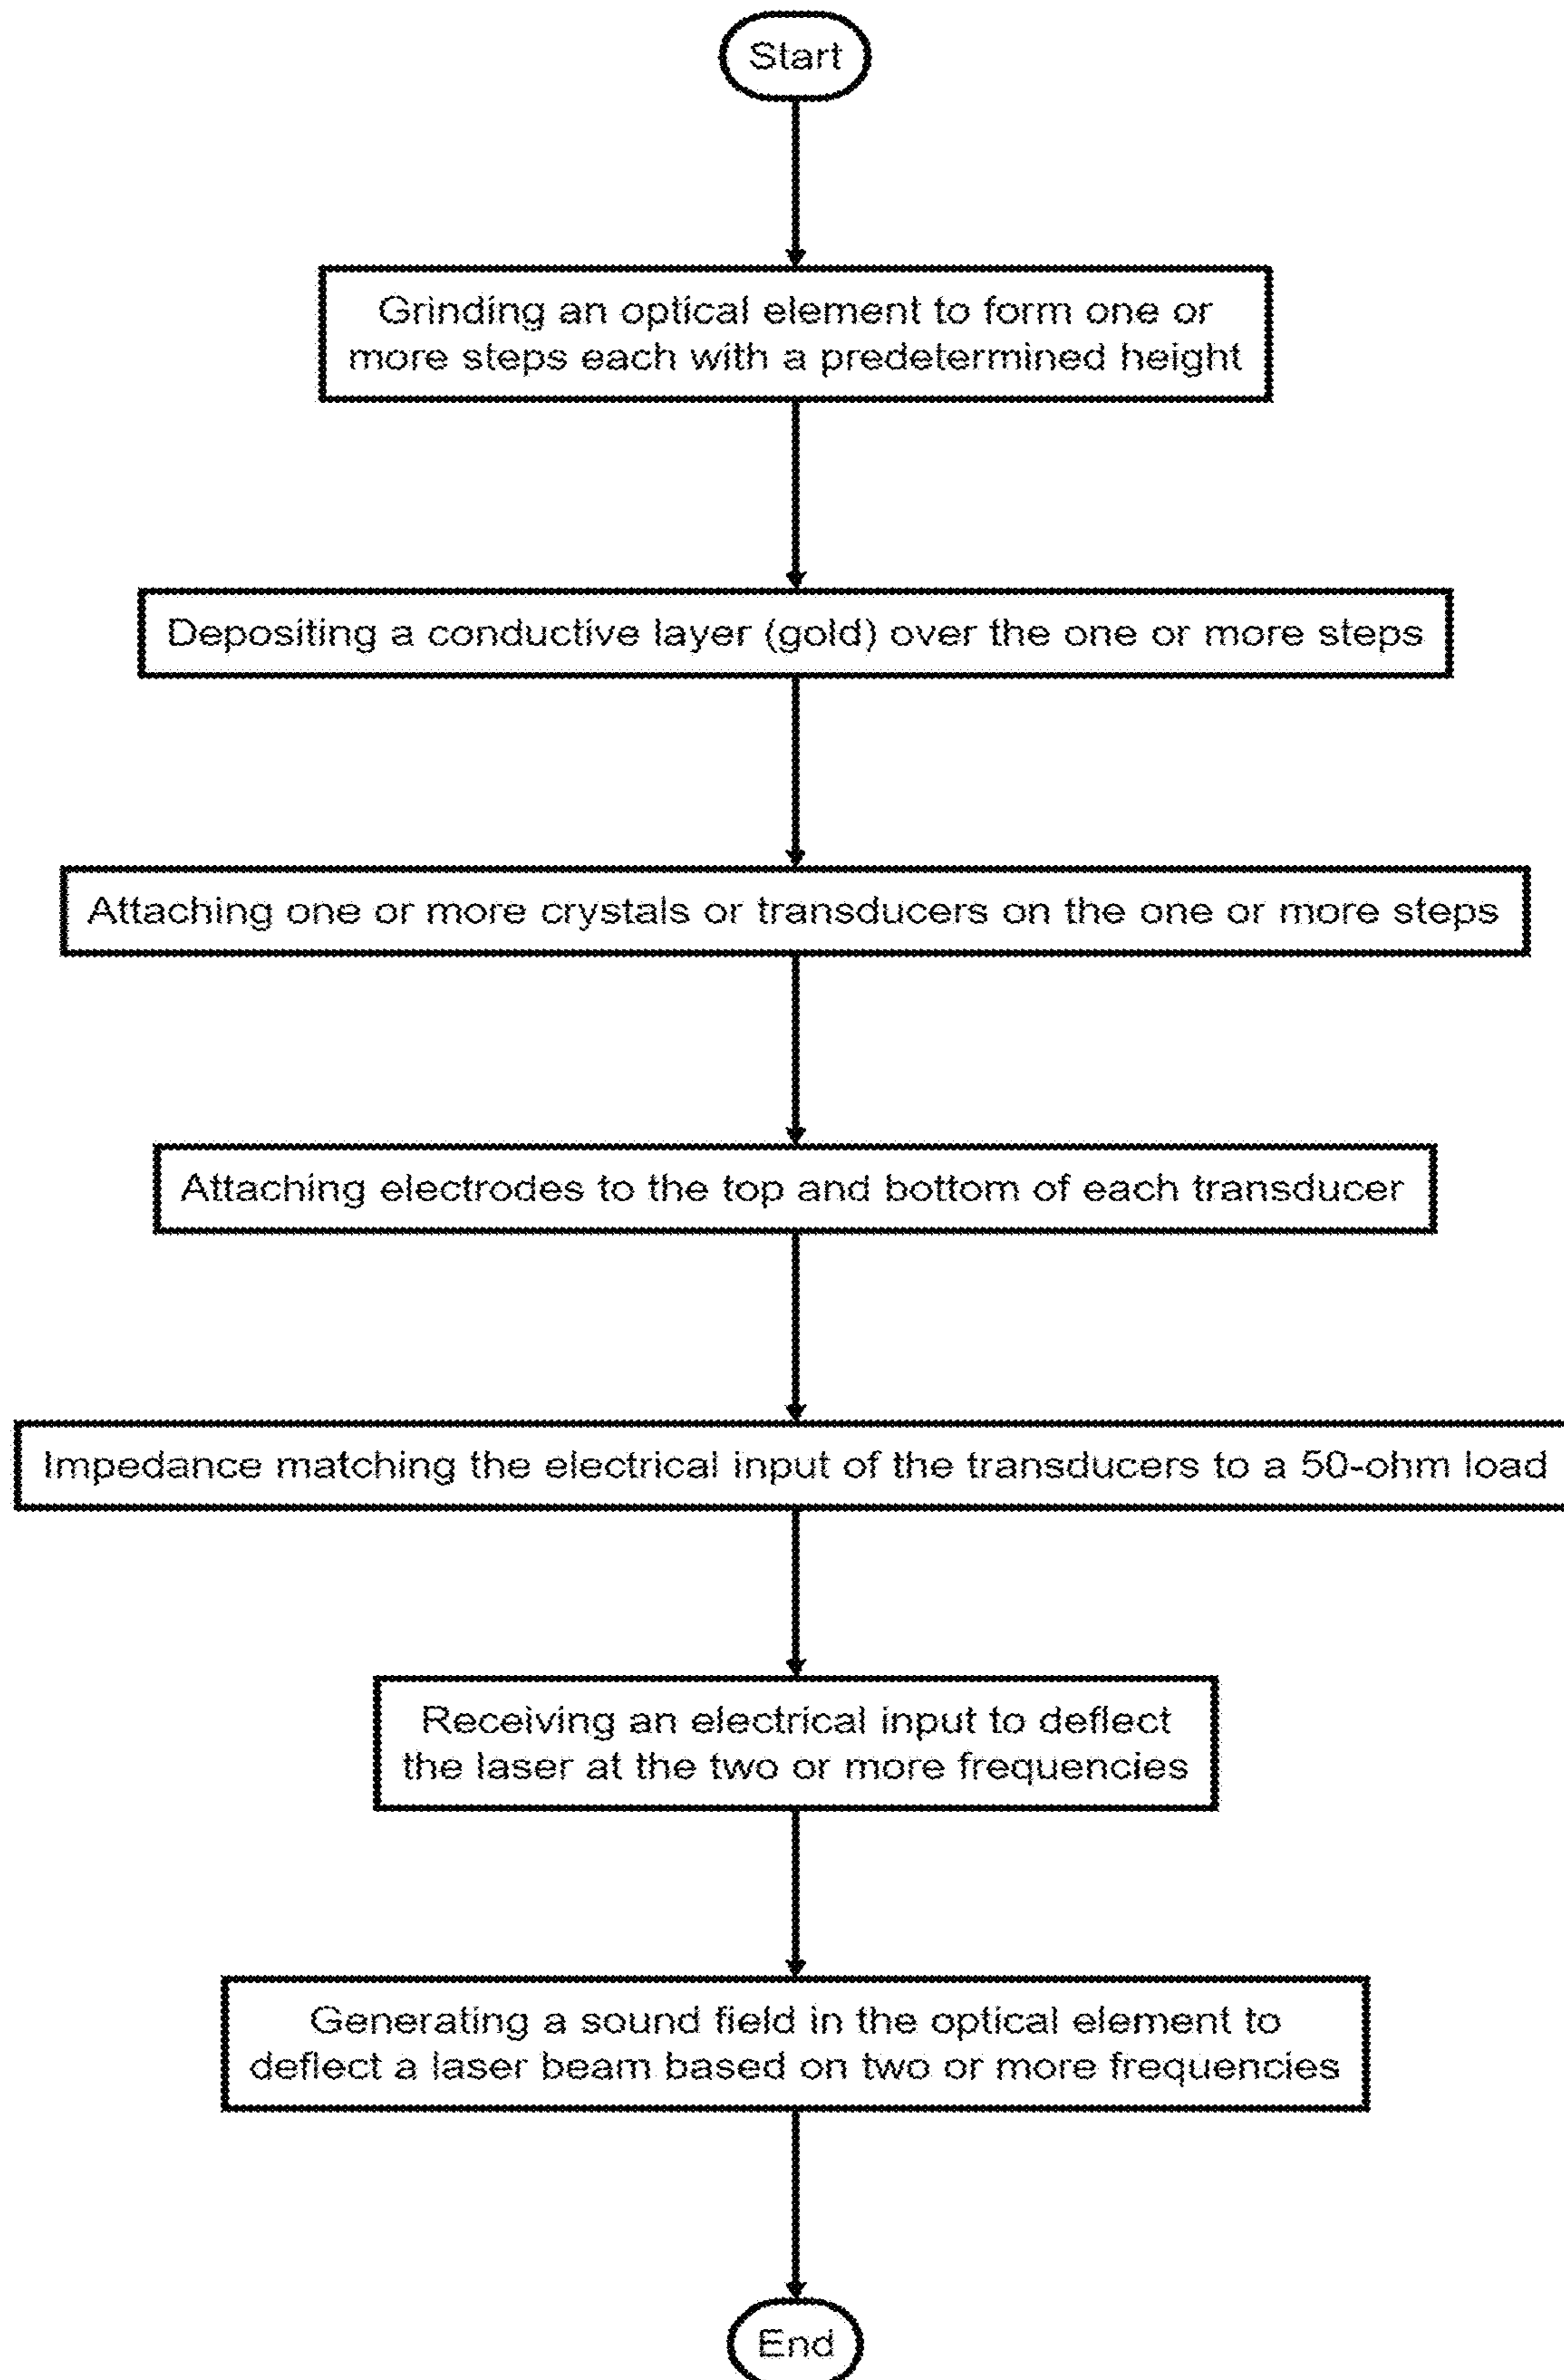 Start
Grinding an optical element to form one or
more steps each with a predetermined height
Depositing a conductive layer (gold) over the one or more steps
Attaching one or more crystals or transducers on the one or more steps
Attaching electrodes to the top and bottom of each transducer
Impedance matching the electrical input of the transducers to a 50-ohm load
Receiving an electrical input to deflect
the laser at the two or more frequencies
Generating a sound field in the optical element to
deflect a laser beam based on two or more frequencies
End